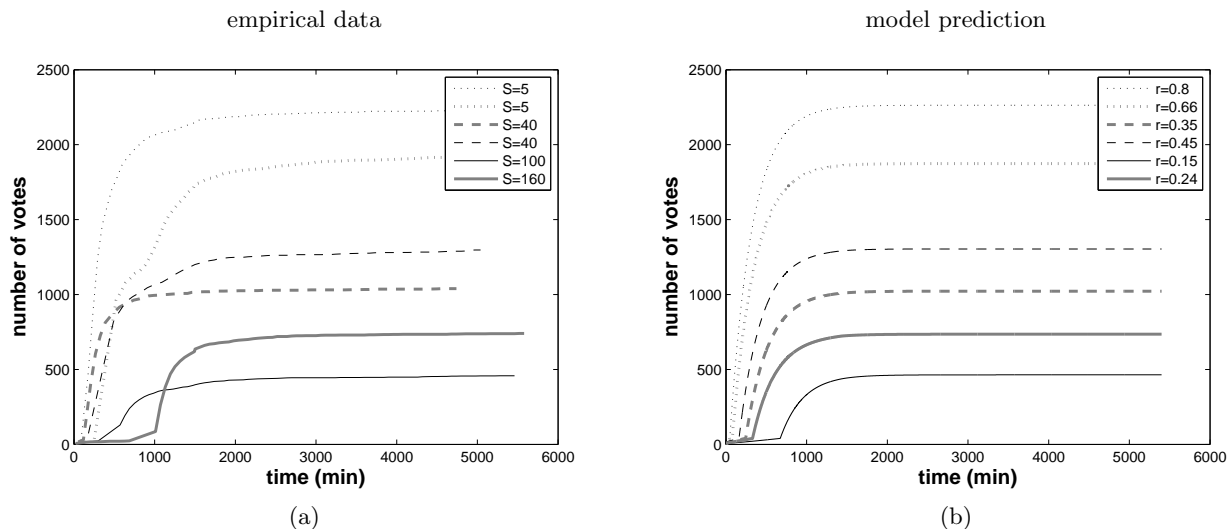 empirical data
model prediction
2500
2000
1500
1000
500
0
number of votes
0 1000 2000 3000 4000 5000 6000
time (min)
S=5
S=5
S=40
S=40
S=100
S=160
(a)
2500
2000
1500
1000
500
0
number of votes
0 1000 2000 3000 4000 5000 6000
time (min)
r=0.8
r=0.66
r=0.35
r=0.45
r=0.15
r=0.24
(b)